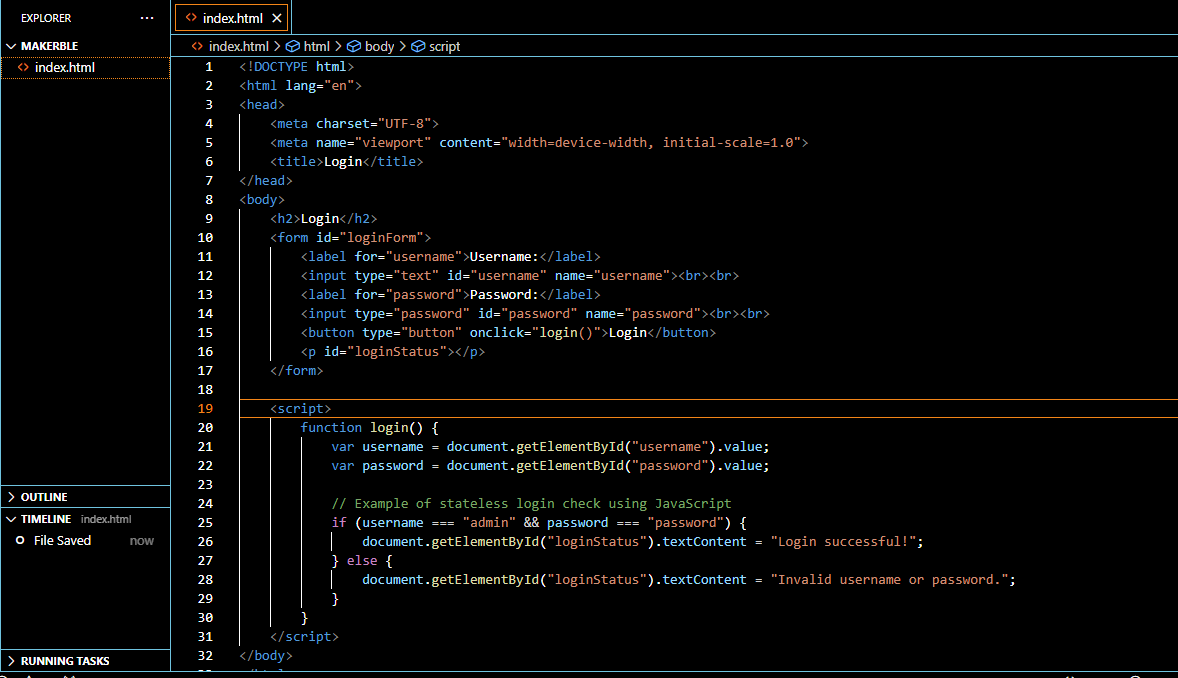 EXPLORER ...
index.html
MAKERBLE
index.html
index.html > html > body > script
1 <!DOCTYPE html>
2 <html lang="en">
3 <head>
4 <meta charset="UTF-8">
5 <meta name="viewport" content="width=device-width, initial-scale=1.0">
6 <title>Login</title>
7 </head>
8 <body>
9 <h2>Login</h2>
10 <form id="loginForm">
11 <label for="username">Username:</label>
12 <input type="text" id="username" name="username"><br><br>
13 <label for="password">Password:</label>
14 <input type="password" id="password" name="password"><br><br>
15 <button type="button" onclick="login()">Login</button>
16 <p id="loginStatus"></p>
17 </form>
18
19 <script>
20 function login() {
21 var username = document.getElementById("username").value;
22 var password = document.getElementById("password").value;
23
24 // Example of stateless login check using JavaScript
25 if (username === "admin" && password === "password") {
26 document.getElementById("loginStatus").textContent = "Login successful!";
27 } else {
28 document.getElementById("loginStatus").textContent = "Invalid username or password.";
29 }
30 }
31 </script>
32 </body>
OUTLINE
TIMELINE index.html
File Saved now
RUNNING TASKS